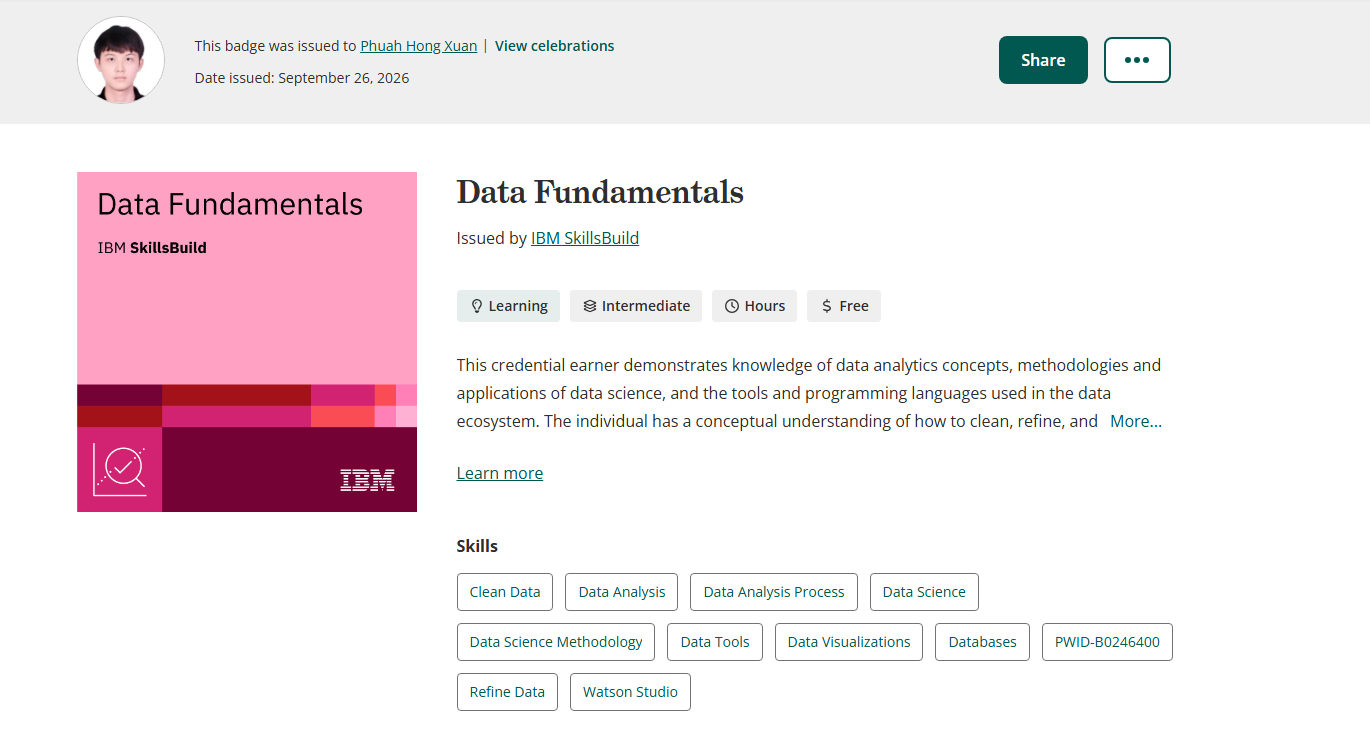 This badge was issued to Phuah Hong Xuan | View celebrations
Date issued: September 26, 2026
Share
Data Fundamentals
IBM SkillsBuild
IBM
Data Fundamentals
Issued by IBM SkillsBuild
Learning Intermediate Hours $ Free
This credential earner demonstrates knowledge of data analytics concepts, methodologies and
applications of data science, and the tools and programming languages used in the data
ecosystem. The individual has a conceptual understanding of how to clean, refine, and More...
Learn more
Skills
Clean Data Data Analysis Data Analysis Process Data Science
Data Science Methodology Data Tools Data Visualizations Databases PWID-B0246400
Refine Data Watson Studio